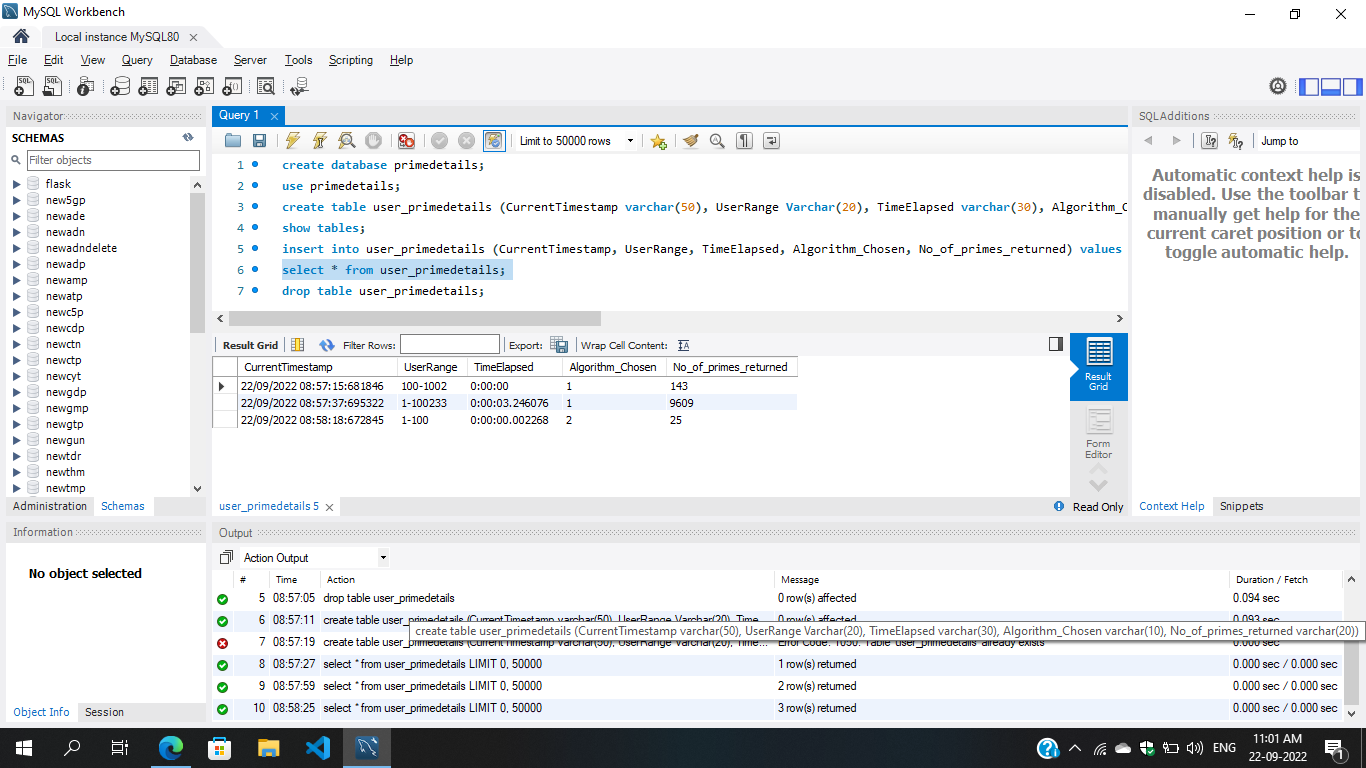 MySQL Workbench
Local instance MySQL80
File Edit View Query Database Server Tools Scripting Help
Navigator
SCHEMAS
Filter objects
flask
new5gp
newade
newadn
newadndelete
newadp
newamp
newatp
newc5p
newcdp
newctn
newctp
newcyt
newgdp
newgmp
newgtp
newgun
newtdr
newthm
newtmp
Administration Schemas
Information
No object selected
Object Info Session
Query 1
Limit to 50000 rows
1 create database primedetails;
2 use primedetails;
3 create table user_primedetails (CurrentTimestamp varchar(50), UserRange Varchar(20), TimeElapsed varchar(30), Algorithm_C
4 show tables;
5 insert into user_primedetails (CurrentTimestamp, UserRange, TimeElapsed, Algorithm_Chosen, No_of_primes_returned) values
6 select * from user_primedetails;
7 drop table user_primedetails;
Result Grid Filter Rows: Export: Wrap Cell Content:
CurrentTimestamp UserRange TimeElapsed Algorithm_Chosen No_of_primes_returned
22/09/2022 08:57:15:681846 100-1002 0:00:00 1 143
22/09/2022 08:57:37:695322 1-100233 0:00:03.246076 1 9609
22/09/2022 08:58:18:672845 1-100 0:00:00.002268 2 25
Result
Grid
Form
Editor
user_primedetails 5 Read Only
SQLAdditions
Jump to
Automatic context help is
disabled. Use the toolbar t
manually get help for the
current caret position or to
toggle automatic help.
Context Help Snippets
Output
Action Output
# Time Action Message Duration / Fetch
5 08:57:05 drop table user_primedetails 0 row(s) affected 0.094 sec
6 08:57:11 create table user_primedetails (CurrentTimestamp varchar(50), UserRange Varchar(20), Time... 0 row(s) affected 0.093 sec
create table user_primedetails (CurrentTimestamp varchar(50), UserRange Varchar(20), TimeElapsed varchar(30), Algorithm_Chosen varchar(10), No_of_primes_returned varchar(20))
7 08:57:19 create table user_primedetails (CurrentTimestamp varchar(50), UserRange Varchar(20), Time... Error Code: 1050. Table 'user_primedetails' already exists
8 08:57:27 select * from user_primedetails LIMIT 0, 50000 1 row(s) returned 0.000 sec / 0.000 sec
9 08:57:59 select * from user_primedetails LIMIT 0, 50000 2 row(s) returned 0.000 sec / 0.000 sec
10 08:58:25 select * from user_primedetails LIMIT 0, 50000 3 row(s) returned 0.000 sec / 0.000 sec
ENG
11:01 AM
22-09-2022
1